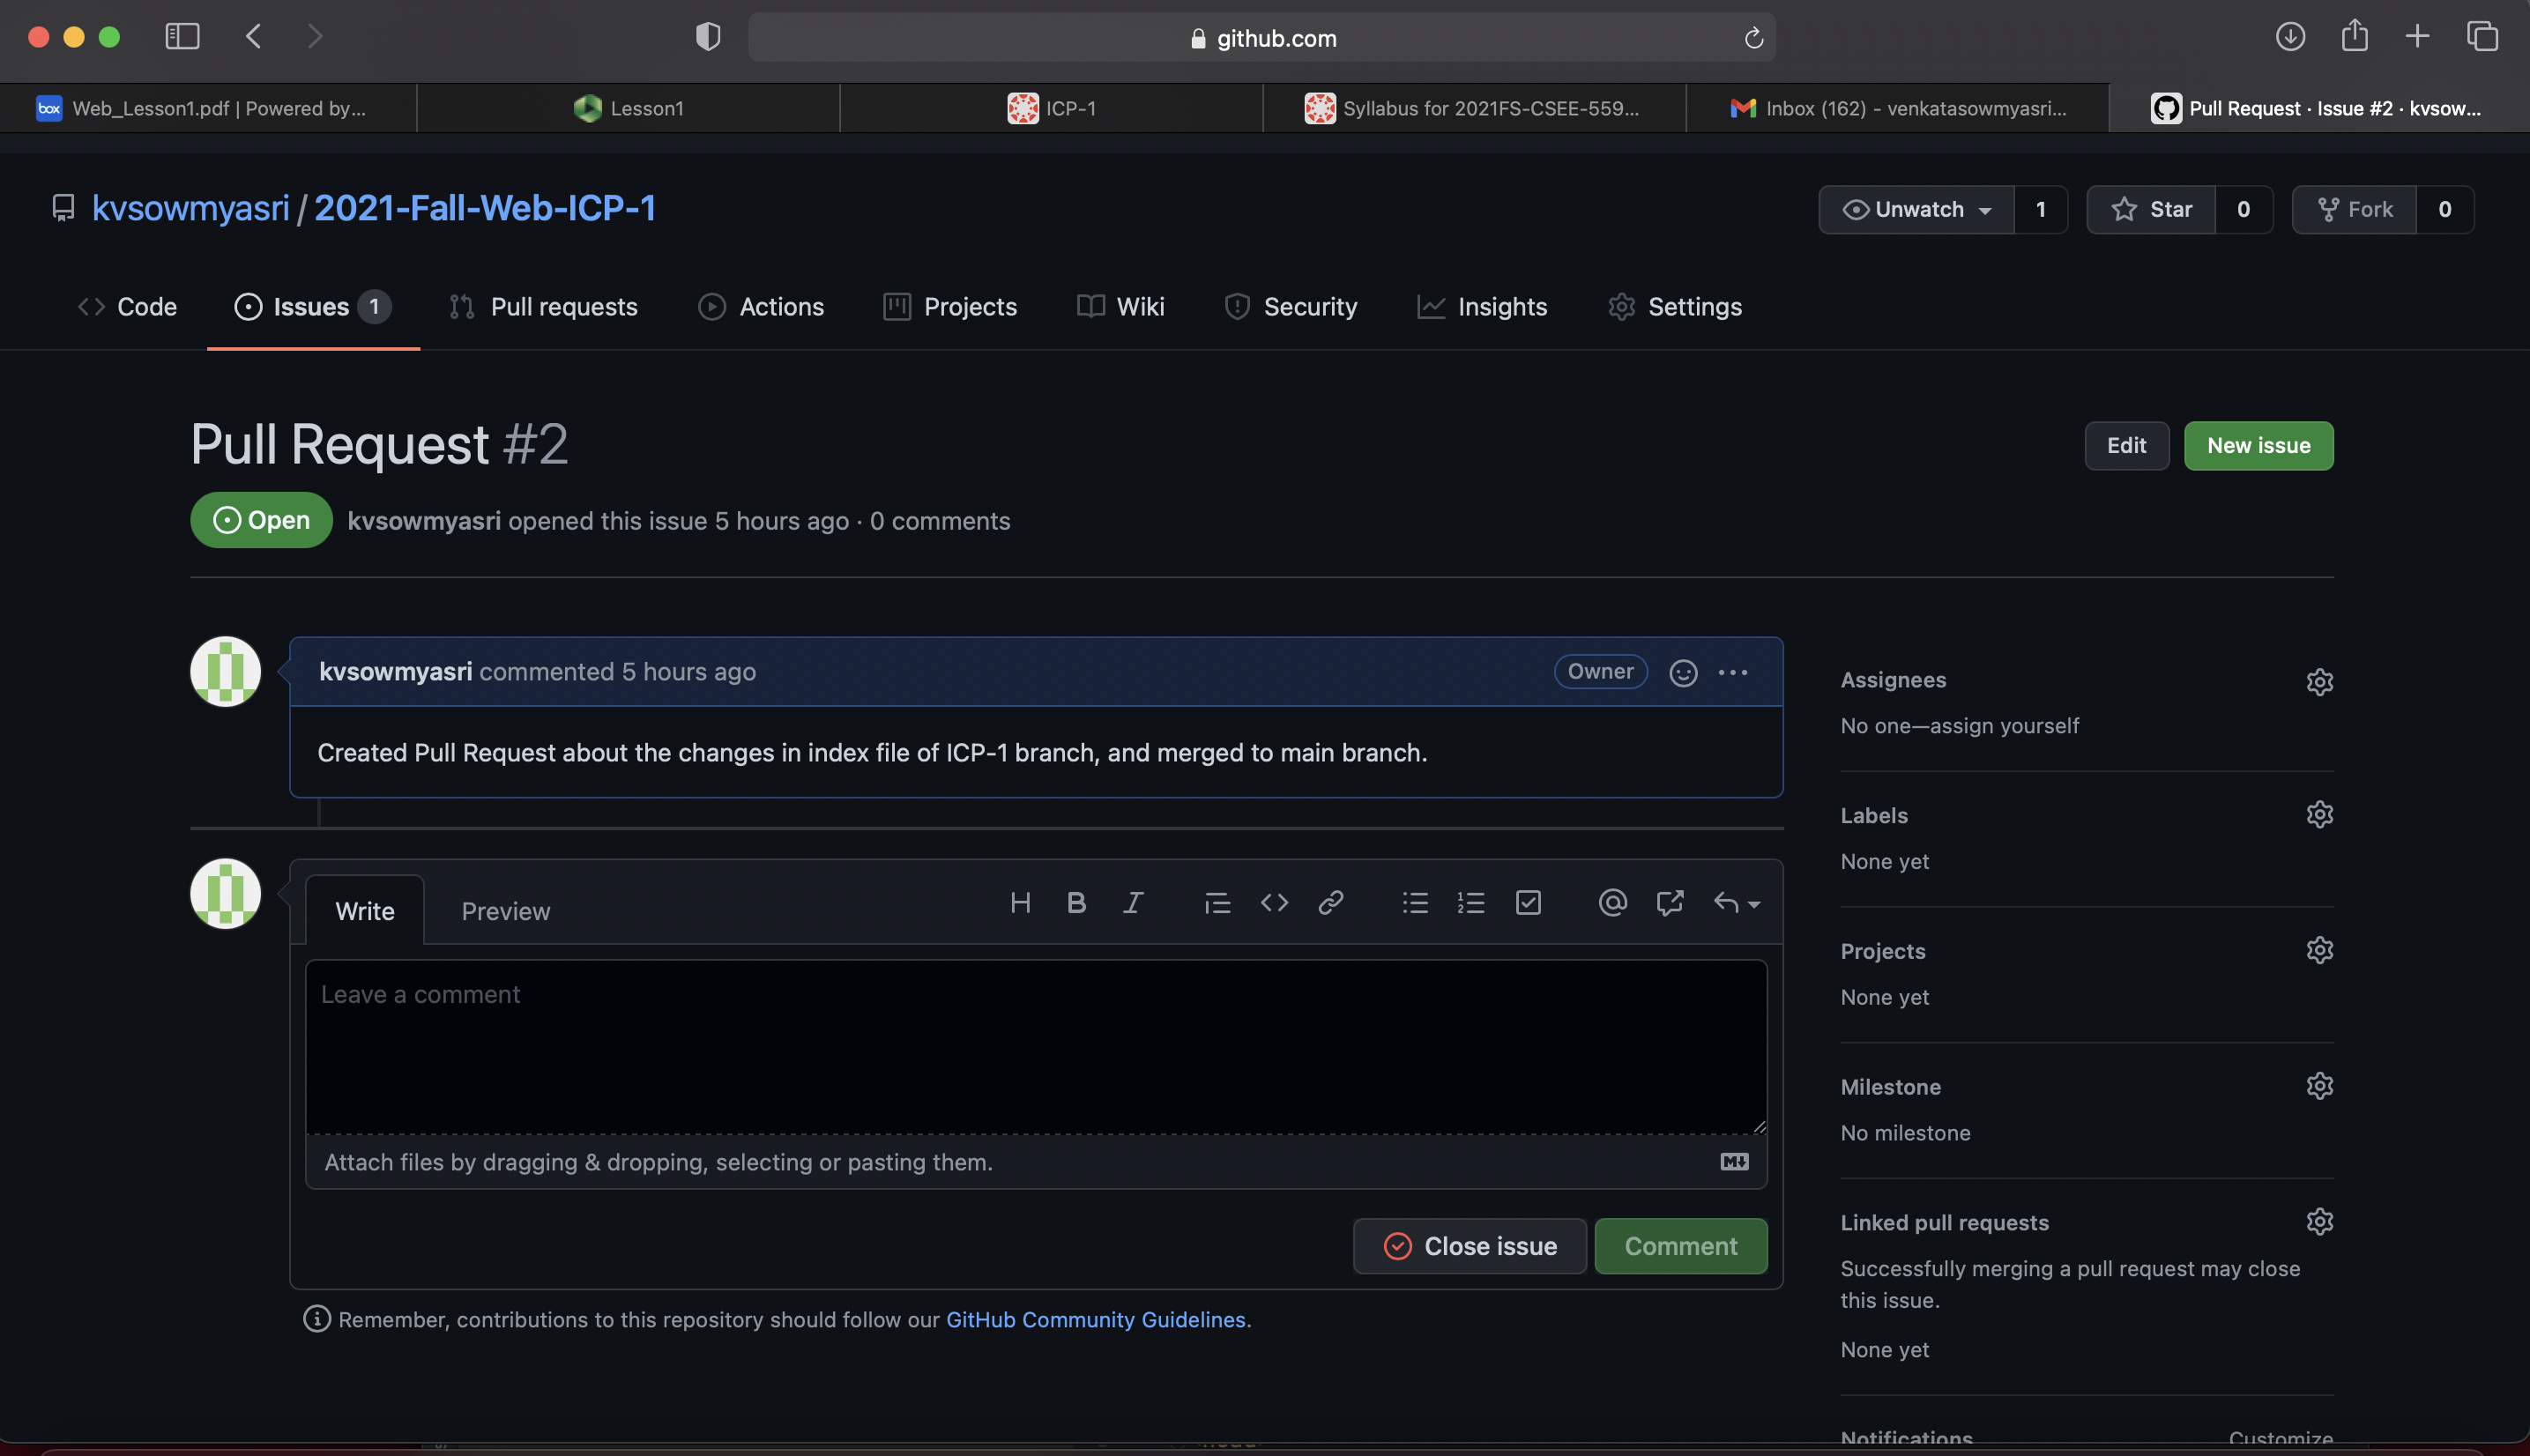 github.com
box Web_Lesson1.pdf | Powered by...
Lesson1
ICP-1
Syllabus for 2021FS-CSEE-559...
Inbox (162) - venkatasowmyasri...
Pull Request · Issue #2 · kvsow...
kvsowmyasri / 2021-Fall-Web-ICP-1
Unwatch 1
Star 0
Fork 0
Code
Issues 1
Pull requests
Actions
Projects
Wiki
Security
Insights
Settings
Pull Request #2
Edit
New issue
Open
kvsowmyasri opened this issue 5 hours ago · 0 comments
kvsowmyasri commented 5 hours ago
Owner
Created Pull Request about the changes in index file of ICP-1 branch, and merged to main branch.
Write
Preview
Leave a comment
Attach files by dragging & dropping, selecting or pasting them.
Close issue
Comment
Remember, contributions to this repository should follow our GitHub Community Guidelines.
Assignees
No one—assign yourself
Labels
None yet
Projects
None yet
Milestone
No milestone
Linked pull requests
Successfully merging a pull request may close
this issue.
None yet
Notifications
Customize